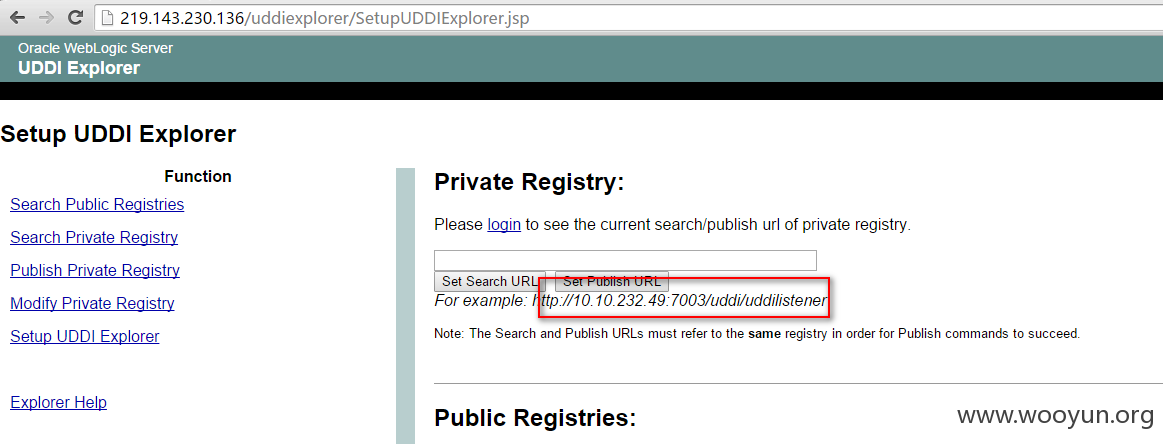 219.143.230.136/uddiexplorer/SetupUDDIExplorer.jsp
Oracle WebLogic Server
UDDI Explorer
Setup UDDI Explorer
Function
Search Public Registries
Search Private Registry
Publish Private Registry
Modify Private Registry
Setup UDDI Explorer
Explorer Help
Private Registry:
Please login to see the current search/publish url of private registry.
Set Search URL Set Publish URL
For example: http://10.10.232.49:7003/uddi/uddilistener
Note: The Search and Publish URLs must refer to the same registry in order for Publish commands to succeed.
Public Registries:
www.wooyun.org